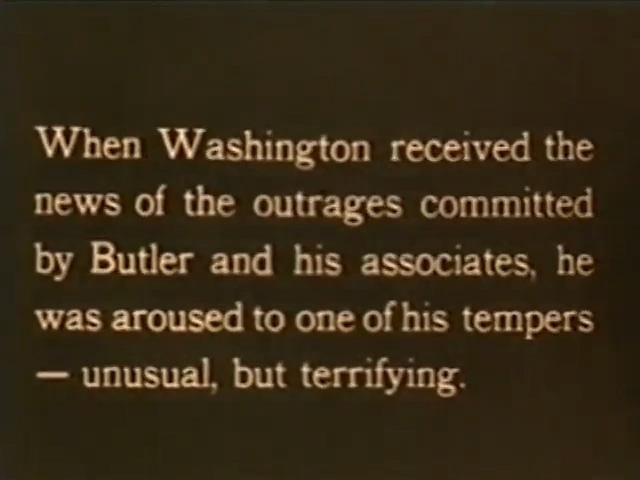 When Washington received the
news of the outrages committed
by Butler and his associates, he
was aroused to one of his tempers
— unusual, but terrifying.